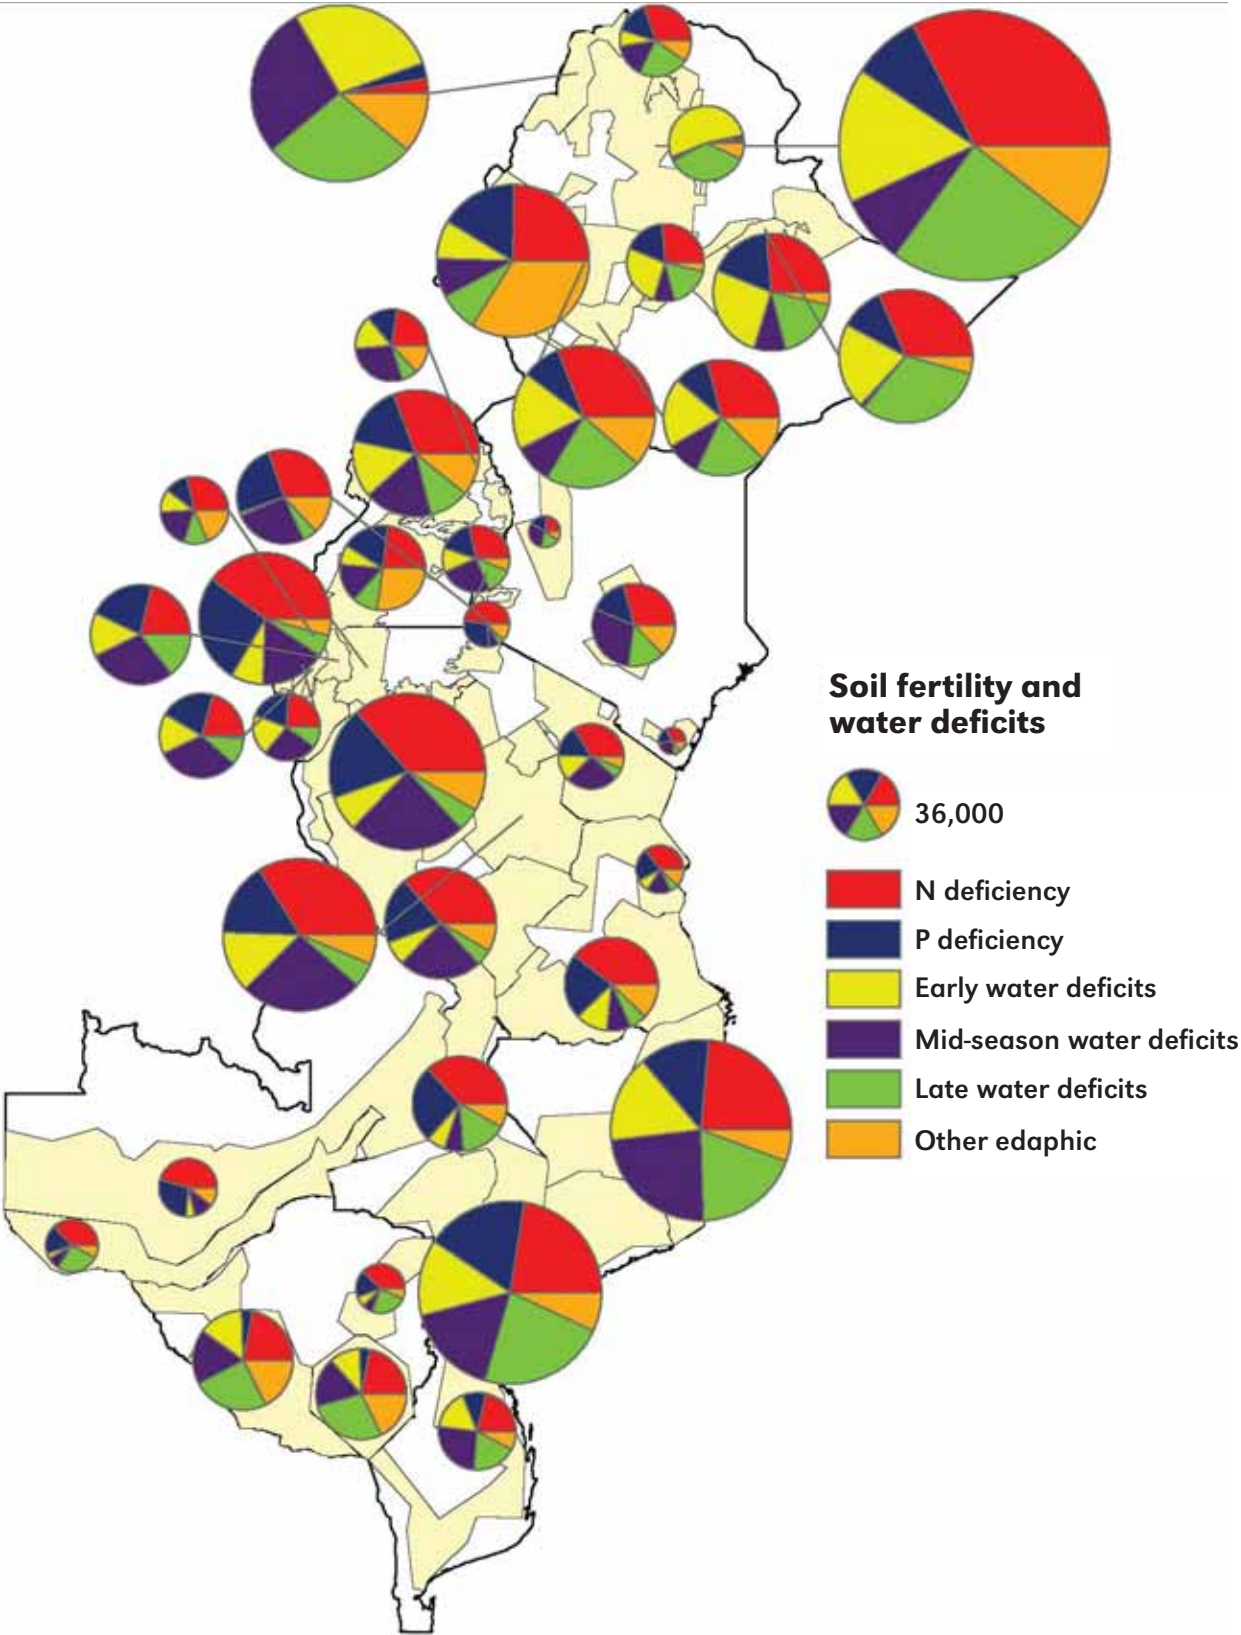 Soil fertility and
water deficits
36,000
N deficiency
P deficiency
Early water deficits
Mid-season water deficits
Late water deficits
Other edaphic